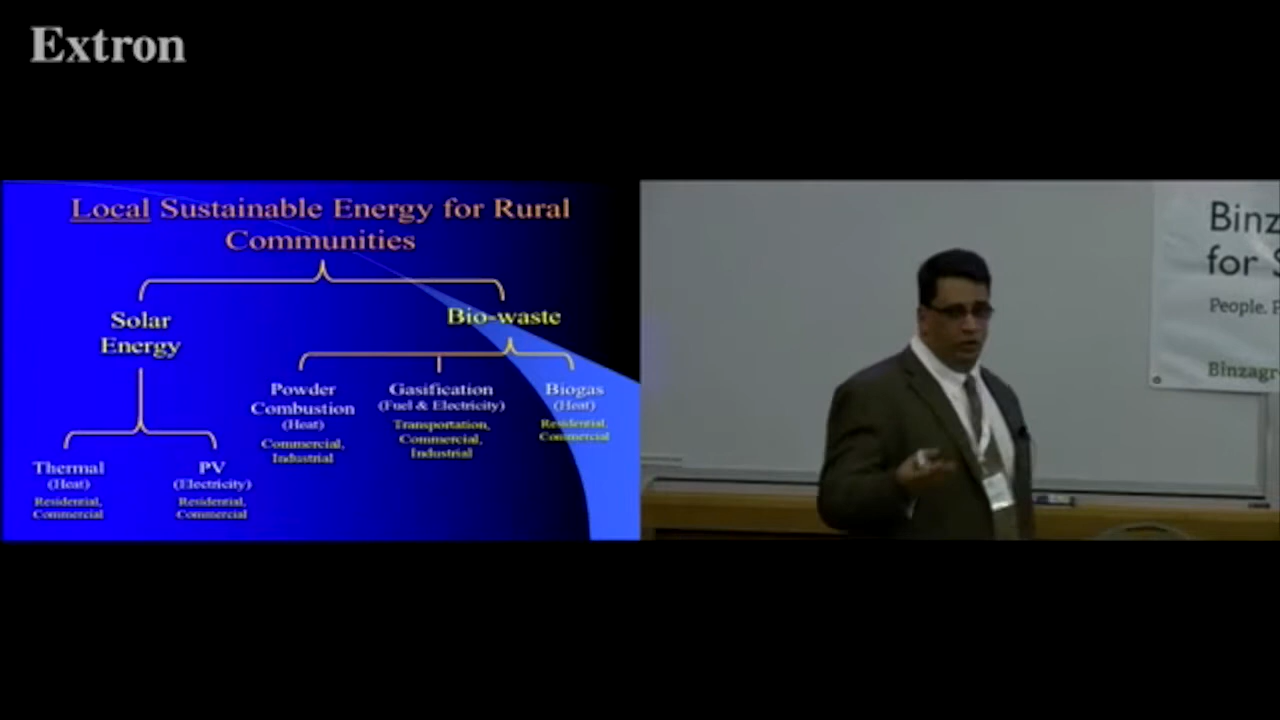 Extron
Local Sustainable Energy for Rural
Communities
Solar
Energy
Bio-waste
Powder
Combustion
(Heat)
Commercial,
Industrial
Gasification
(Fuel & Electricity)
Transportation,
Commercial,
Industrial
Biogas
(Heat)
Residential,
Commercial
Thermal
(Heat)
Residential,
Commercial
PV
(Electricity)
Residential,
Commercial
Binz
for
People.
Binzagr